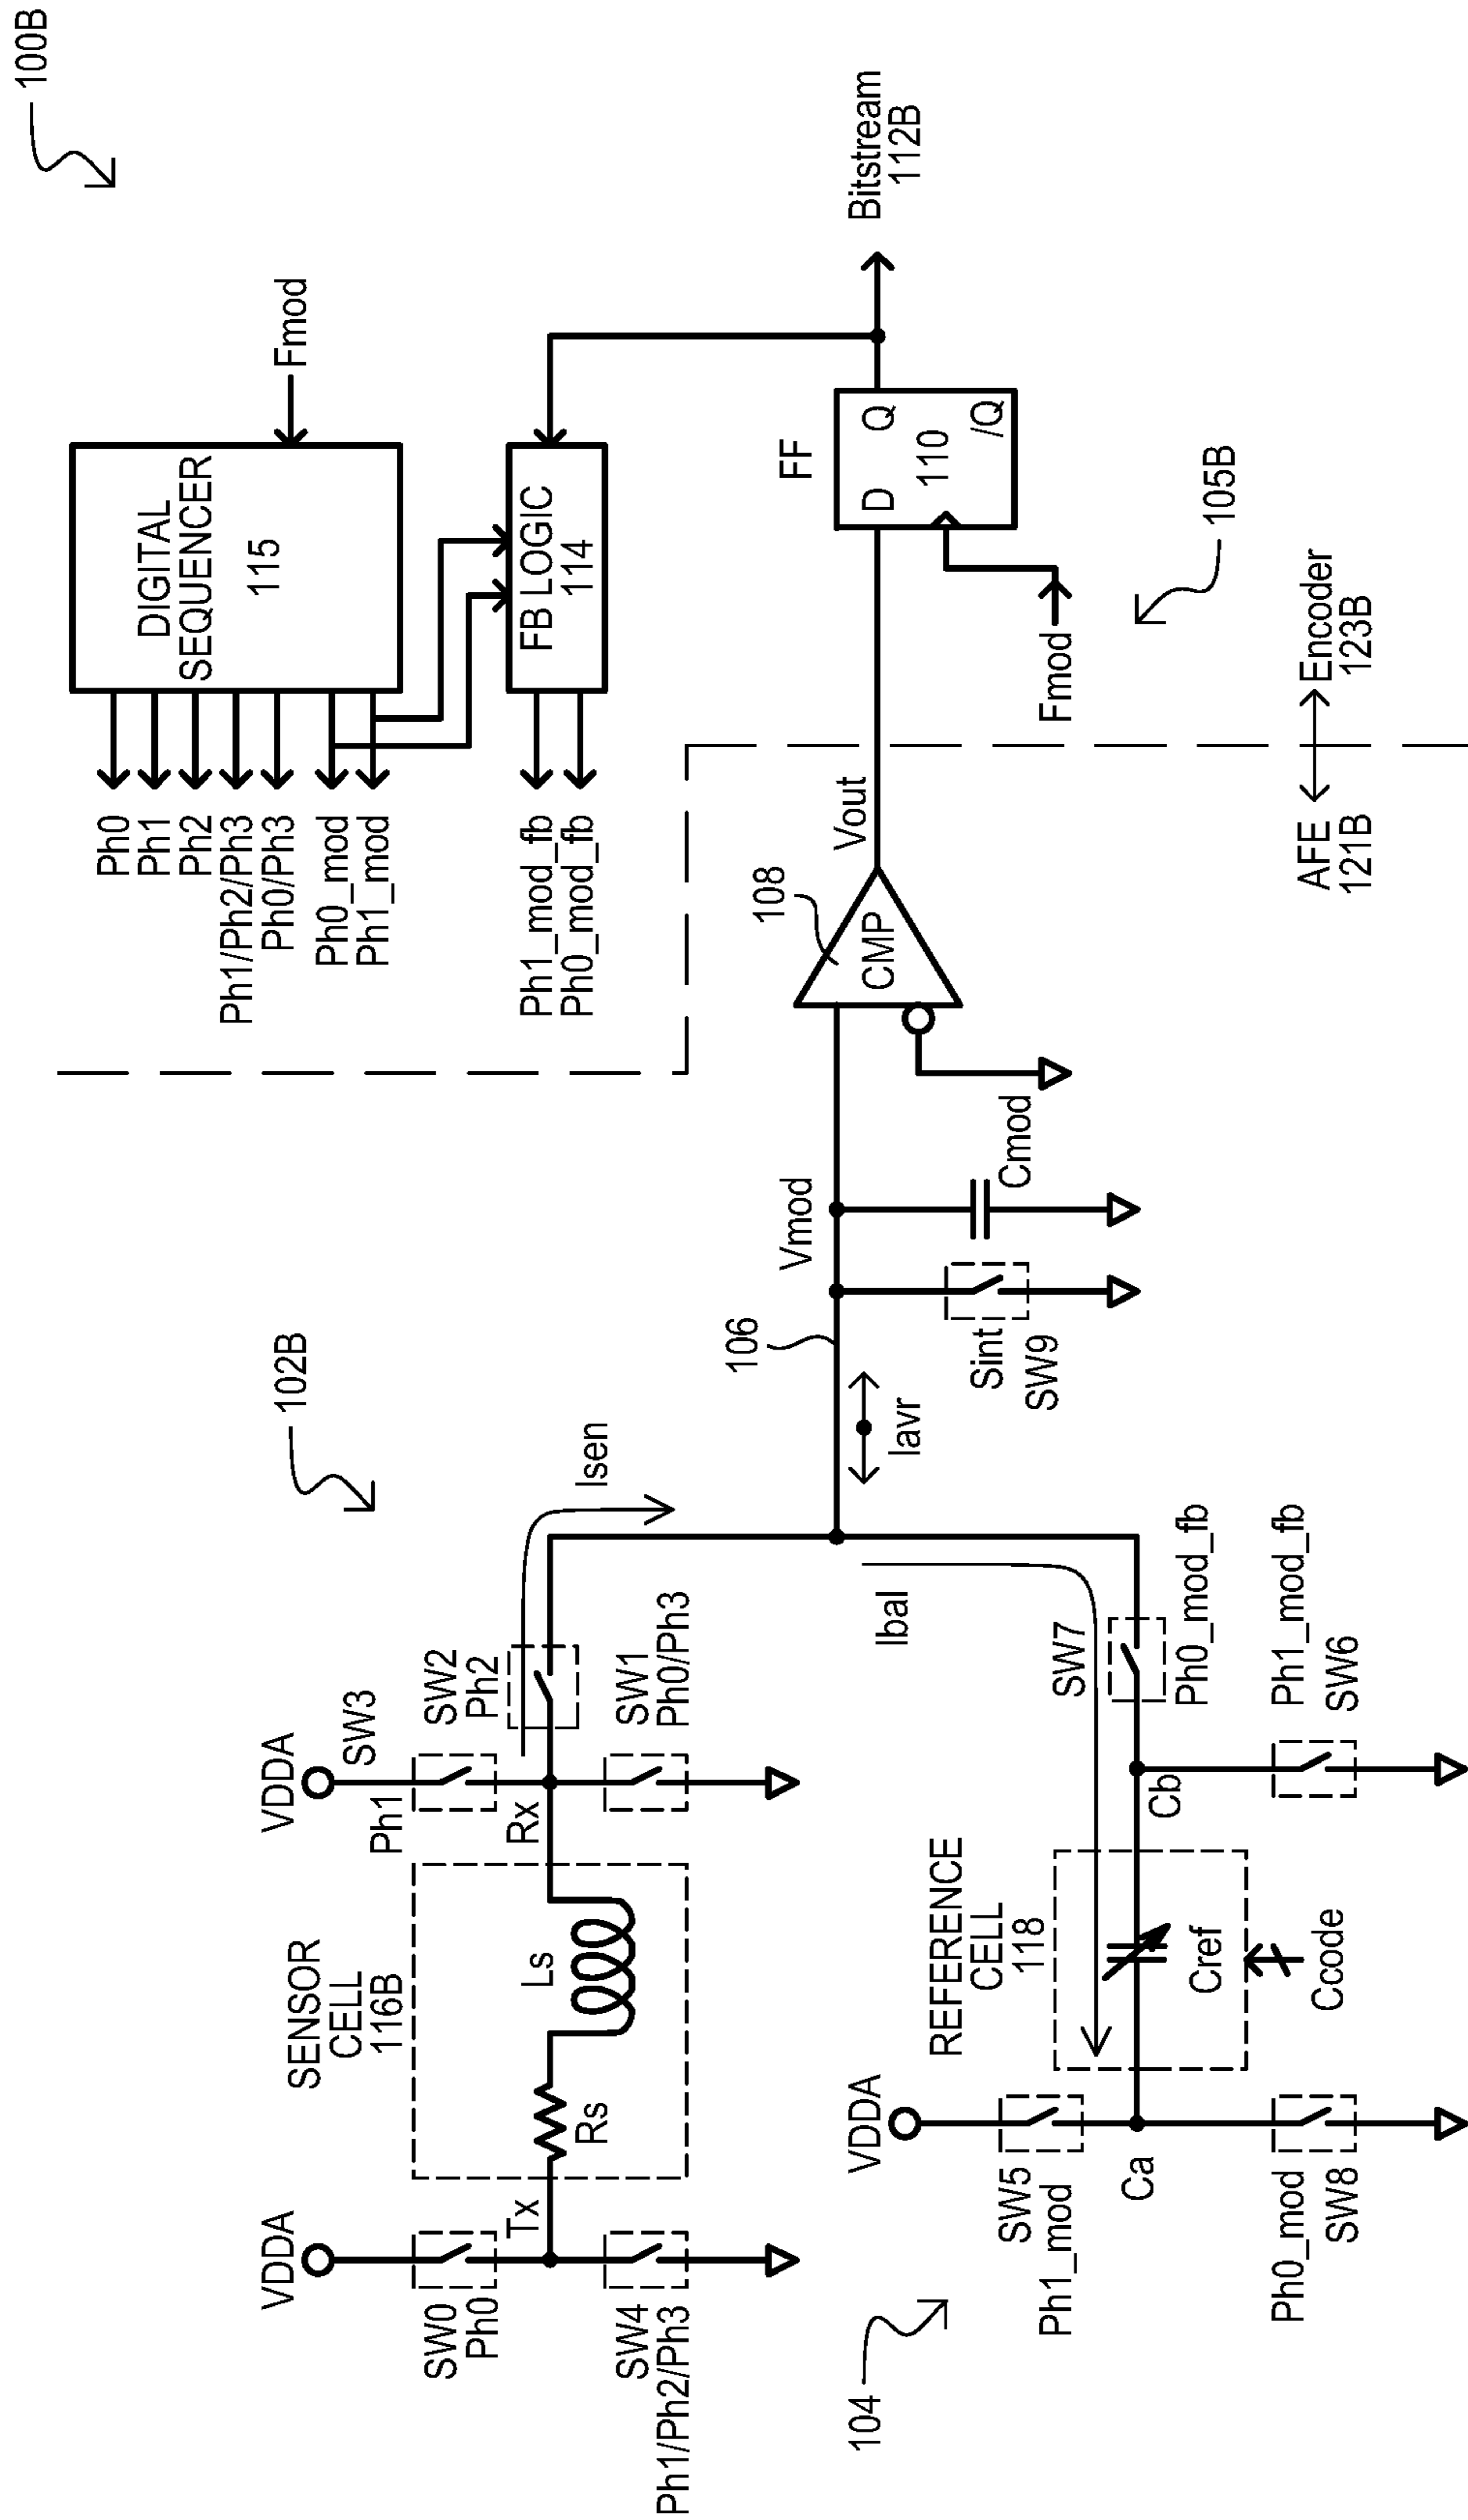 100B
DIGITAL
SEQUENCER
115
Fmod
Ph0
Ph1
Ph2
Ph1/Ph2/Ph3
Ph0/Ph3
Ph0_mod
Ph1_mod
FB LOGIC
114
Ph1_mod_fb
Ph0_mod_fb
102B
VDDA
SW0
Ph0
SW4
Ph1/Ph2/Ph3
Tx
SENSOR
CELL
116B
Rs
Ls
VDDA
SW3
Ph1
Rx
SW2
Ph2
SW1
Ph0/Ph3
Isen
106
Iavr
Ibal
Vmod
Sint
SW9
Cmod
108
CMP
Vout
FF
D
Q
110
/Q
Fmod
Bitstream
112B
105B
AFE
121B
Encoder
123B
104
VDDA
SW5
Ph1_mod
Ca
Ph0_mod
SW8
REFERENCE
CELL
118
Cref
Ccode
Cb
SW7
Ph0_mod_fb
Ph1_mod_fb
SW6